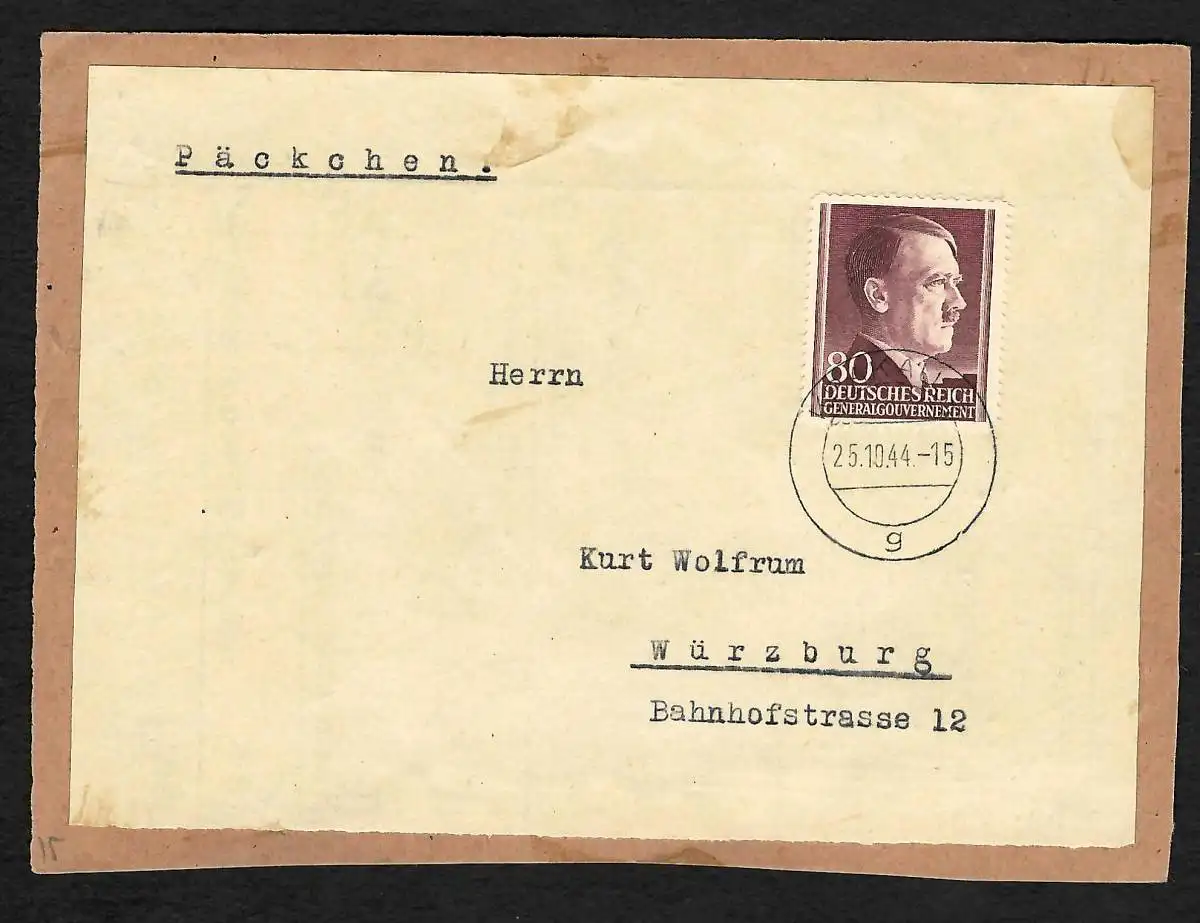 Päckchen.
80
DEUTSCHES REICH
GENERALGOUVERNEMENT
Herrn
25.10.44.-15
g
Kurt Wolfrum
Würzburg
Bahnhofstrasse 12